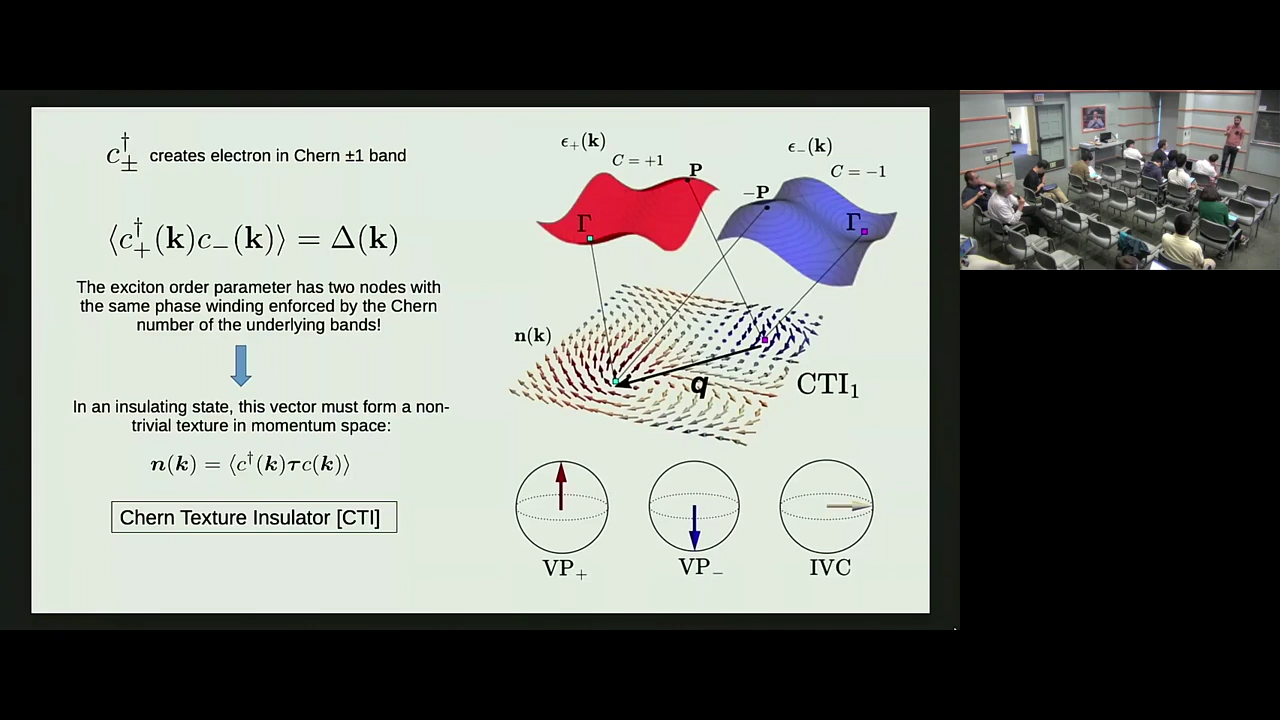 c†± creates electron in Chern ±1 band
⟨c†₊(k)c₋(k)⟩ = Δ(k)
The exciton order parameter has two nodes with
the same phase winding enforced by the Chern
number of the underlying bands!
In an insulating state, this vector must form a non-
trivial texture in momentum space:
n(k) = ⟨c†(k)τc(k)⟩
Chern Texture Insulator [CTI]
ϵ₊(k)
C = +1
P
Γ
ϵ₋(k)
C = −1
−P
Γ
n(k)
q
CTI₁
VP₊
VP₋
IVC